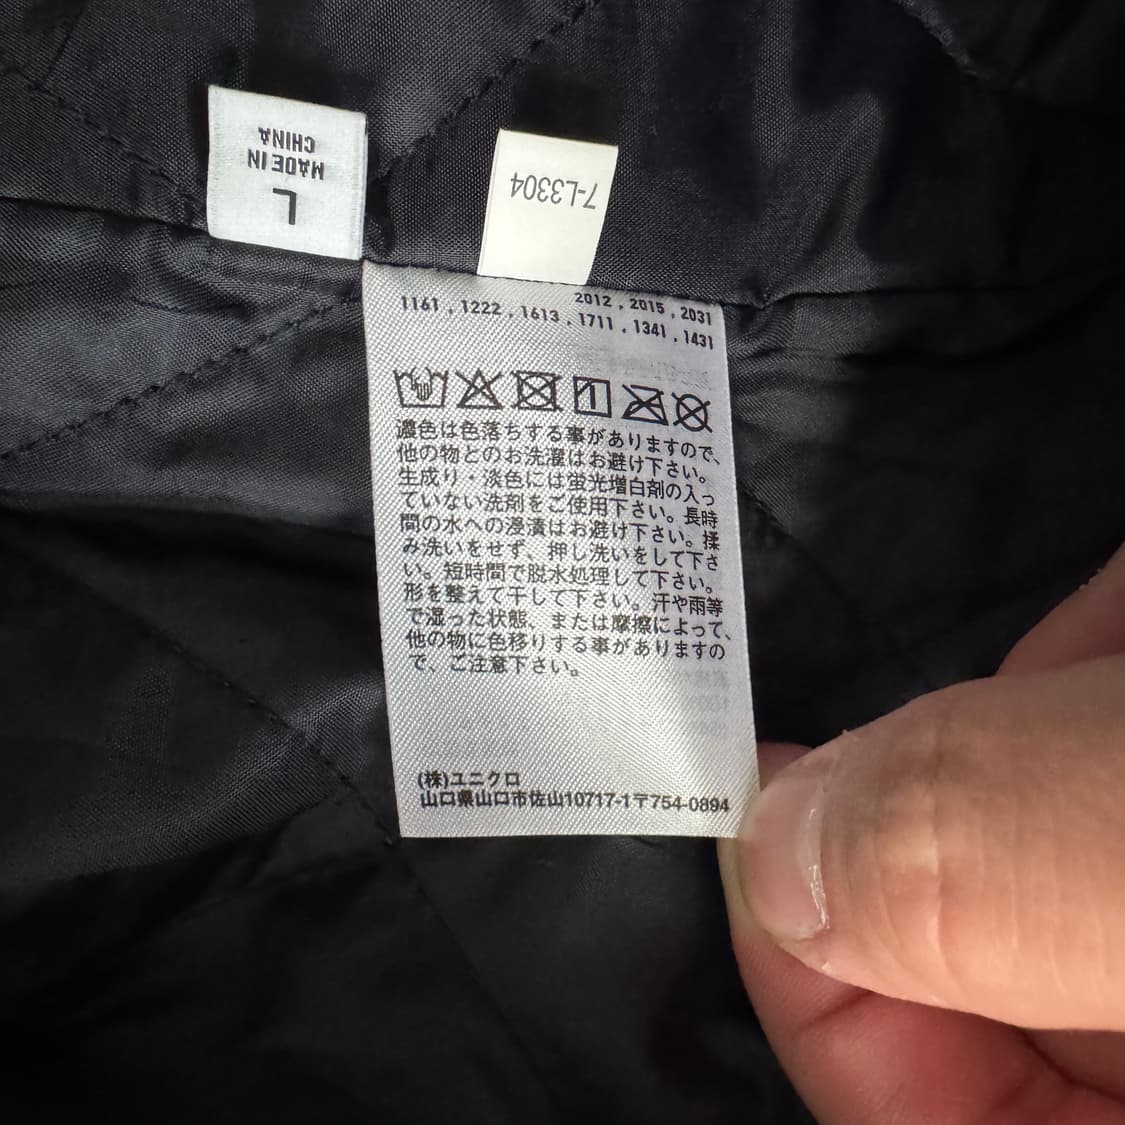 L
MADE IN
CHINA
7-L3304
2012 , 2015 , 2031
1161 , 1222 , 1613 , 1711 , 1341 , 1431
濃色は色落ちする事がありますので、
他の物とのお洗濯はお避け下さい。
生成り・淡色には蛍光増白剤の入っ
ていない洗剤をご使用下さい。長時
間の水への浸漬はお避け下さい。揉
み洗いをせず、押し洗いをして下さ
い。短時間で脱水処理して下さい。
形を整えて干して下さい。汗や雨等
で湿った状態、または摩擦によって、
他の物に色移りする事がありますの
で、ご注意下さい。
(株)ユニクロ
山口県山口市佐山10717-1〒754-0894